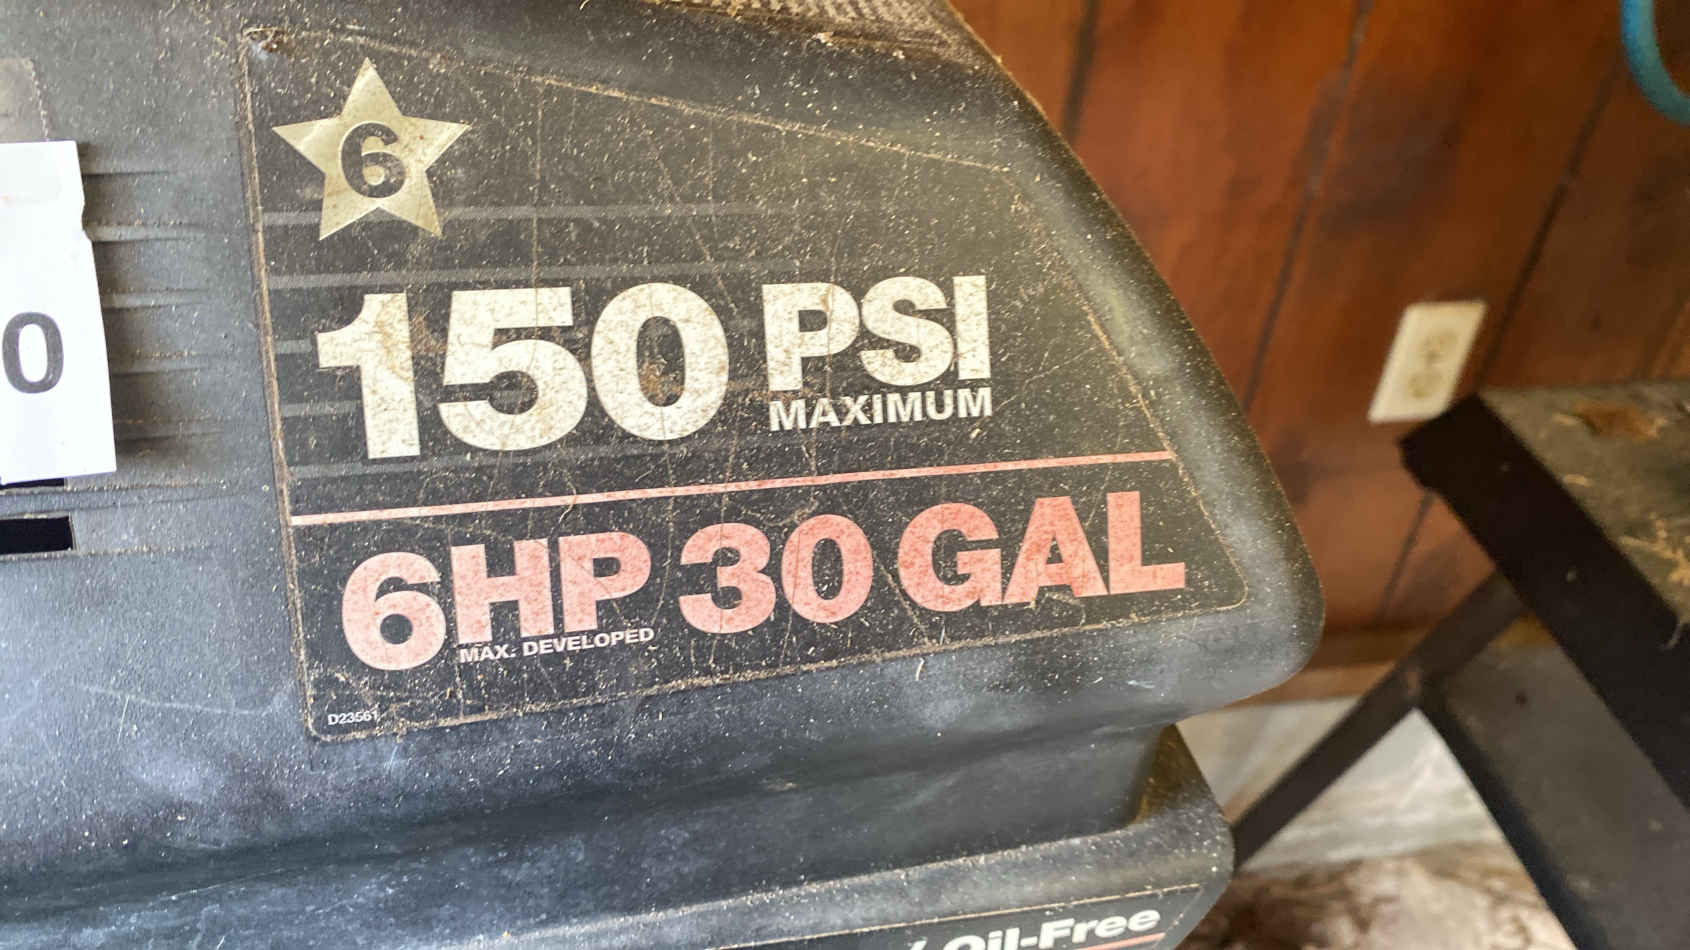 6
0
150 PSI
MAXIMUM
6HP 30 GAL
MAX. DEVELOPED
D23561
Oil-Free